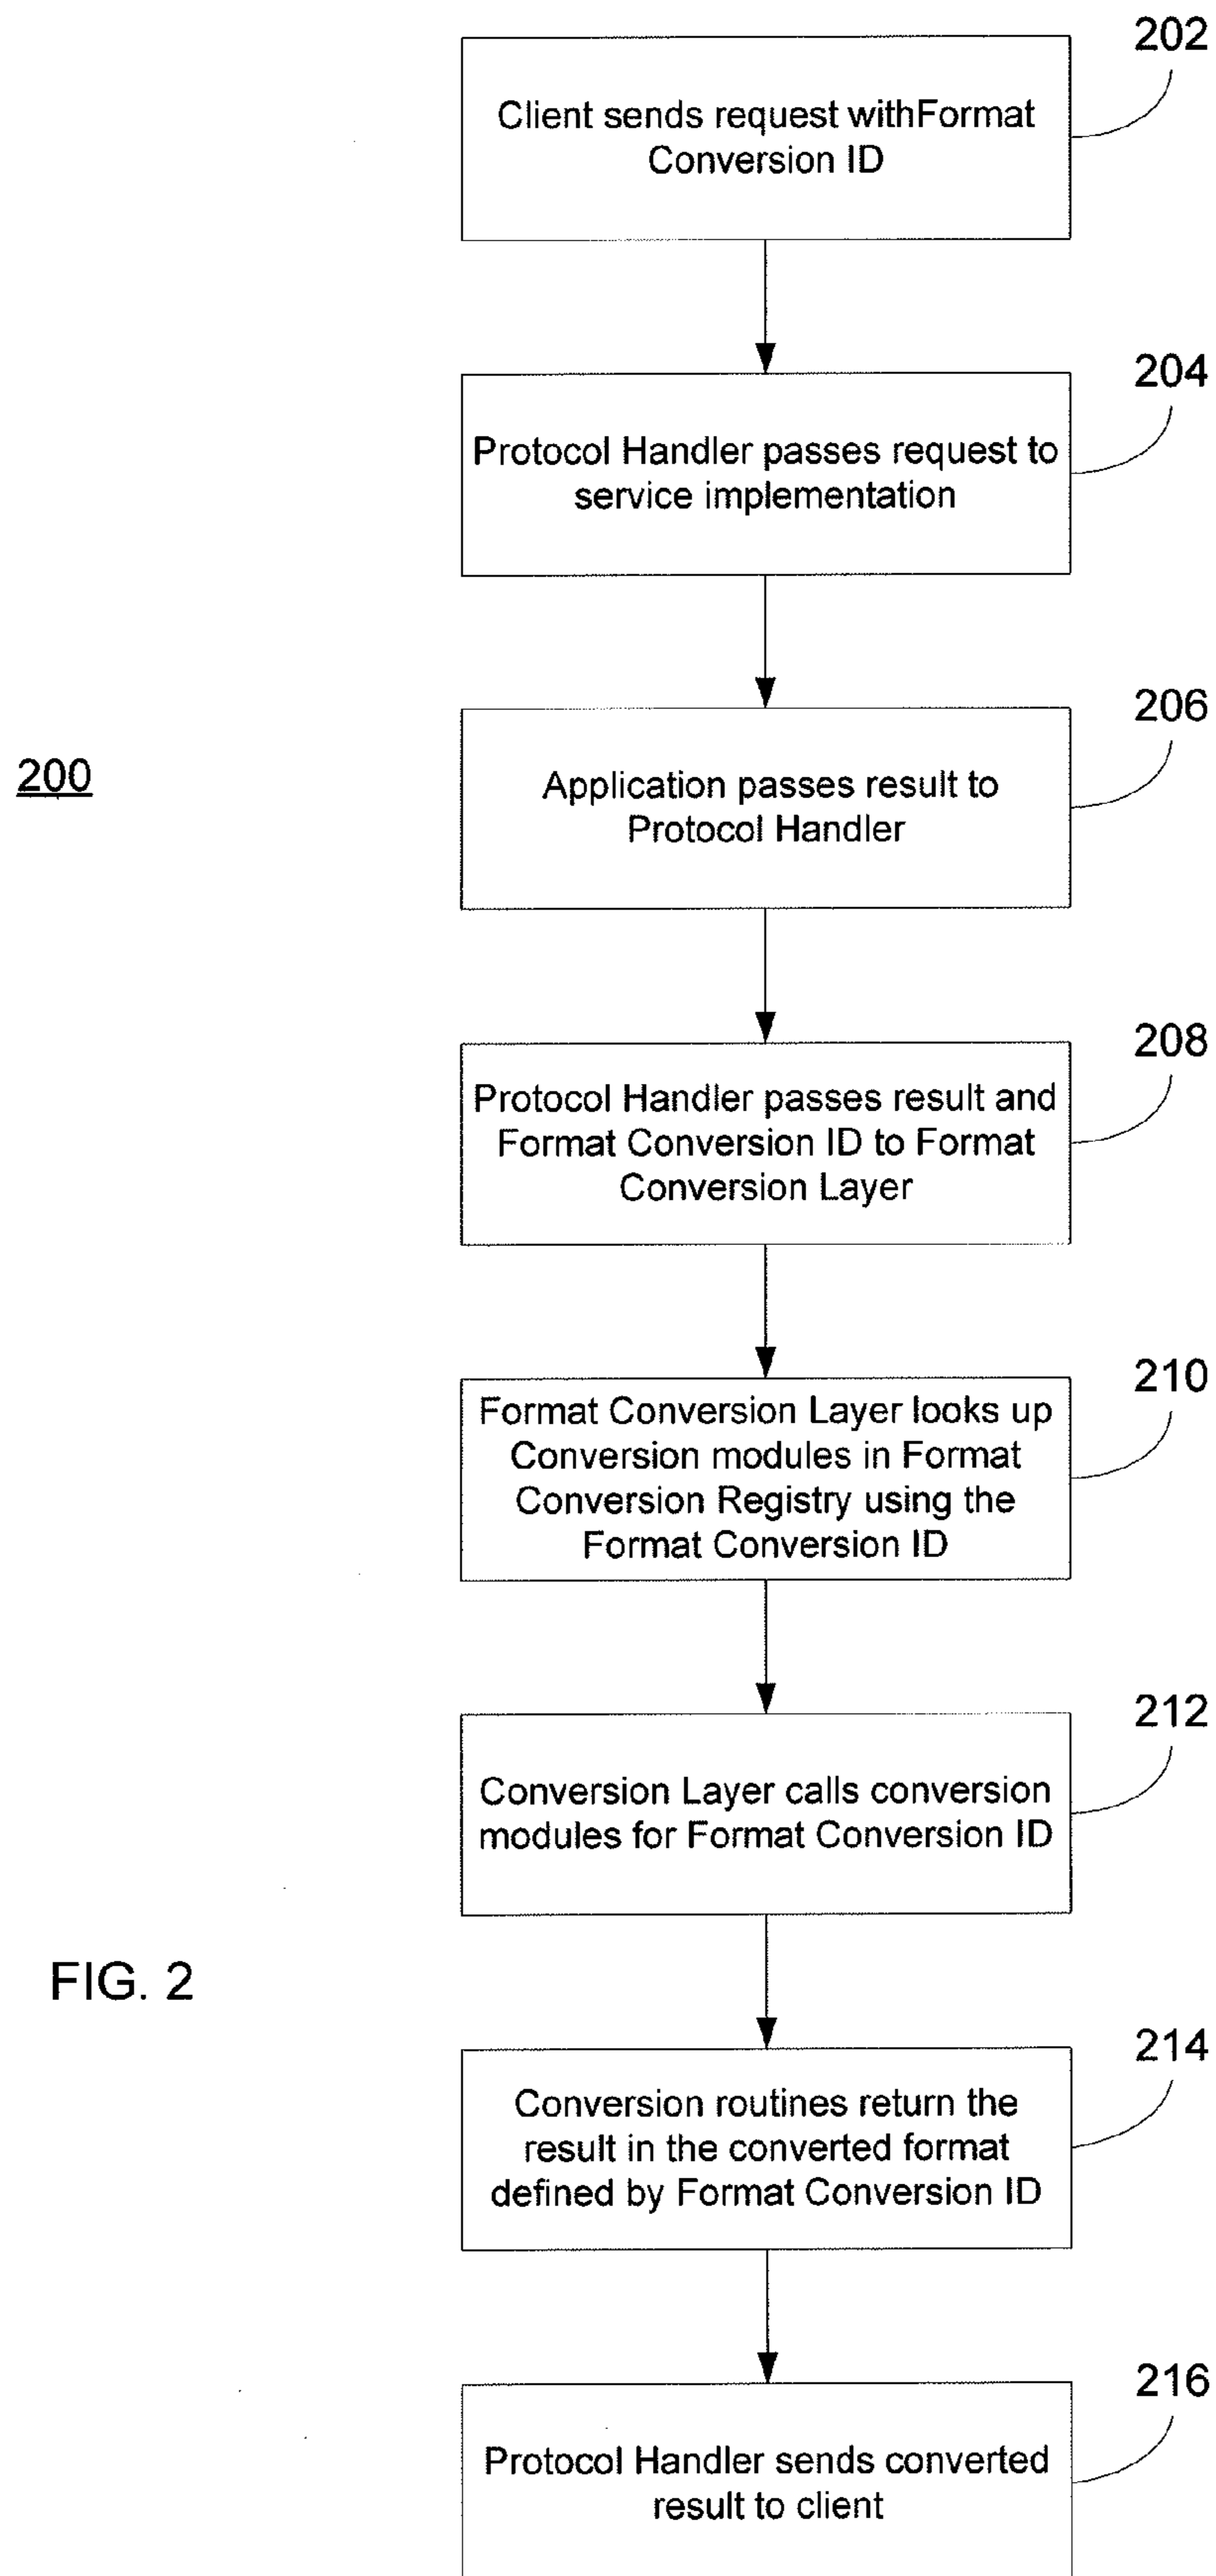 202
Client sends request withFormat
Conversion ID
204
Protocol Handler passes request to
service implementation
206
200
Application passes result to
Protocol Handler
208
Protocol Handler passes result and
Format Conversion ID to Format
Conversion Layer
210
Format Conversion Layer looks up
Conversion modules in Format
Conversion Registry using the
Format Conversion ID
212
Conversion Layer calls conversion
modules for Format Conversion ID
FIG. 2
214
Conversion routines return the
result in the converted format
defined by Format Conversion ID
216
Protocol Handler sends converted
result to client